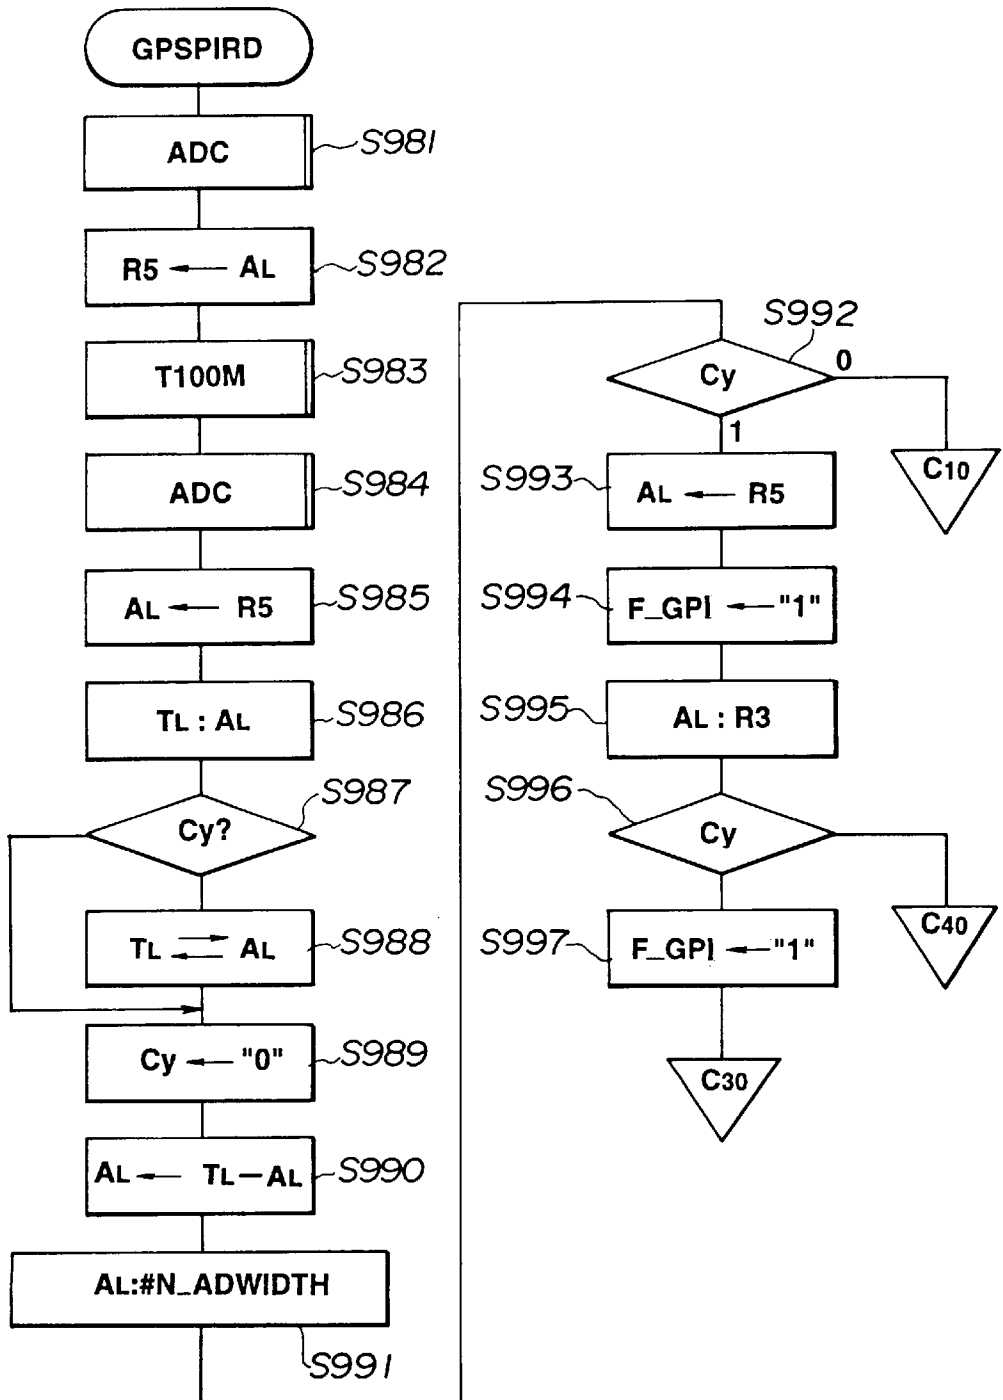 GPSPIRD
ADC
S981
R5 ← AL
S982
T100M
S983
ADC
S984
AL ← R5
S985
TL : AL
S986
Cy?
S987
TL ⇄ AL
S988
Cy ← "0"
S989
AL ← TL—AL
S990
AL:#N_ADWIDTH
S991
Cy
S992
0
1
C10
AL ← R5
S993
F_GPI ← "1"
S994
AL : R3
S995
Cy
S996
C40
F_GPI ← "1"
S997
C30